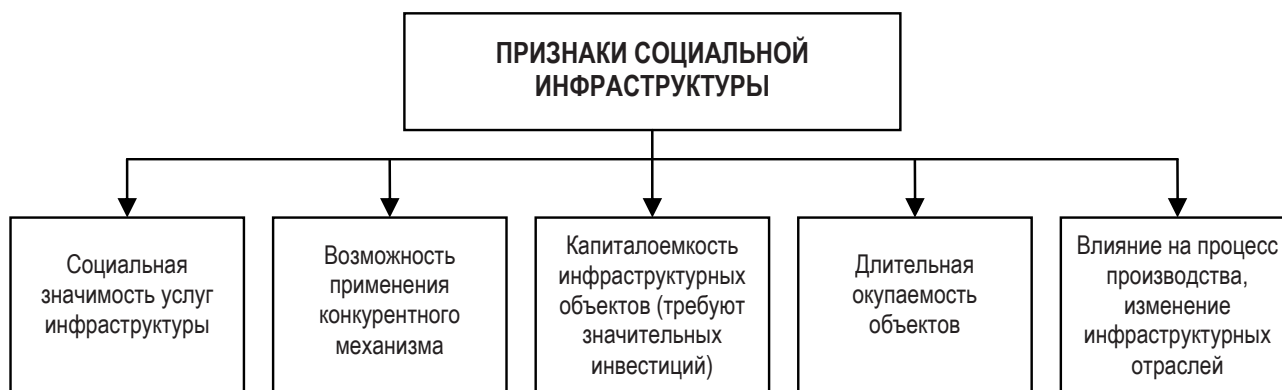 ПРИЗНАКИ СОЦИАЛЬНОЙ
ИНФРАСТРУКТУРЫ
Социальная
значимость услуг
инфраструктуры
Возможность
применения
конкурентного
механизма
Капиталоемкость
инфраструктурных
объектов (требуют
значительных
инвестиций)
Длительная
окупаемость
объектов
Влияние на процесс
производства,
изменение
инфраструктурных
отраслей